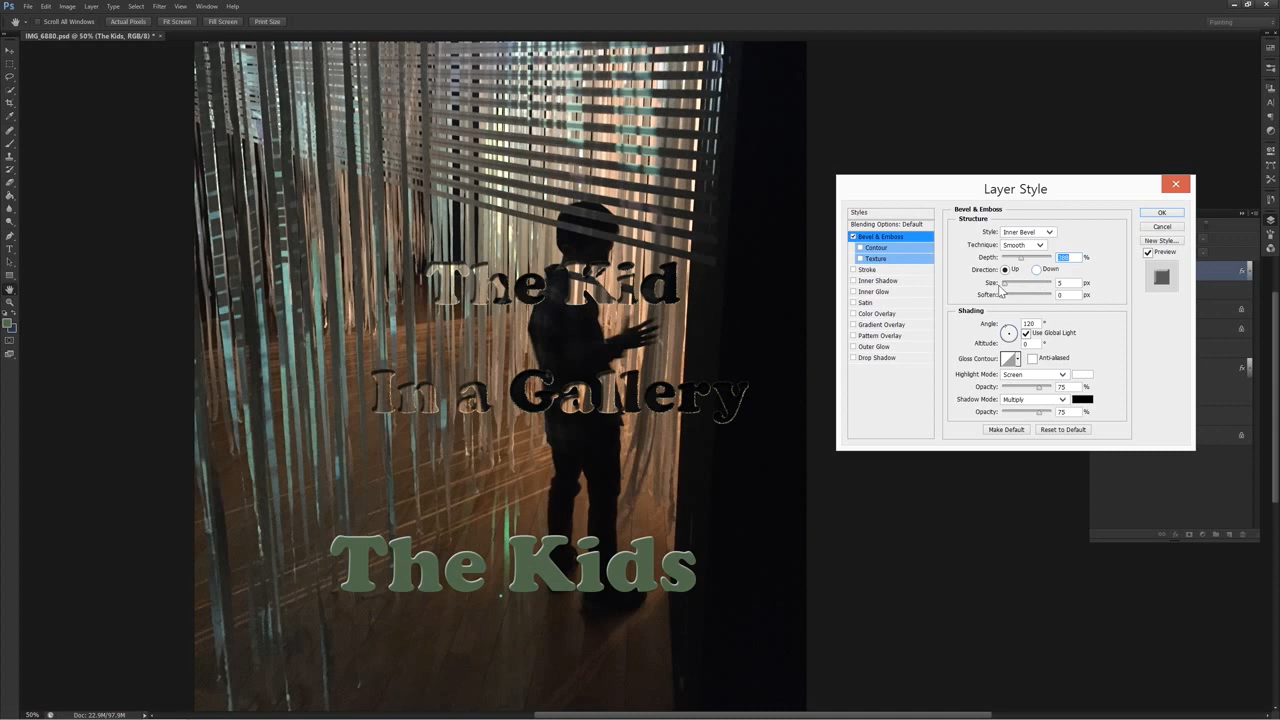 Ps File Edit Image Layer Type Select Filter View Window Help
Scroll All Windows Actual Pixels Fit Screen Fill Screen Print Size
Painting
IMG_6880.psd @ 50% (The Kids, RGB/8) * ×
Layer Style
Styles
Blending Options: Default
Bevel & Emboss
Contour
Texture
Stroke
Inner Shadow
Inner Glow
Satin
Color Overlay
Gradient Overlay
Pattern Overlay
Outer Glow
Drop Shadow
Bevel & Emboss
Structure
Style: Inner Bevel
Technique: Smooth
Depth: %
Direction: Up Down
Size: 5 px
Soften: 0 px
Shading
Angle: 120 °
Use Global Light
Altitude: 0 °
Gloss Contour: Anti-aliased
Highlight Mode: Screen
Opacity: 75 %
Shadow Mode: Multiply
Opacity: 75 %
Make Default Reset to Default
OK
Cancel
New Style...
Preview
The Kid
In a Gallery
The Kids
50% Doc: 22.9M/97.9M